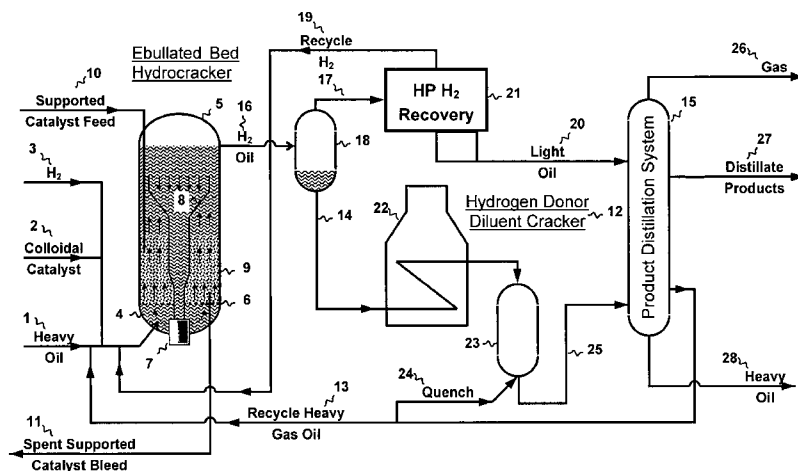 Ebullated Bed
Hydrocracker
10
Supported
Catalyst Feed
3
H2
2
Colloidal
Catalyst
1
Heavy
Oil
11
Spent Supported
Catalyst Bleed
5
8
9
6
4
7
16
H2
Oil
19
Recycle
H2
17
18
14
HP H2
Recovery
21
20
Light
Oil
22
Hydrogen Donor
Diluent Cracker
12
23
24
Quench
25
13
Recycle Heavy
Gas Oil
15
Product Distillation System
26
Gas
27
Distillate
Products
28
Heavy
Oil